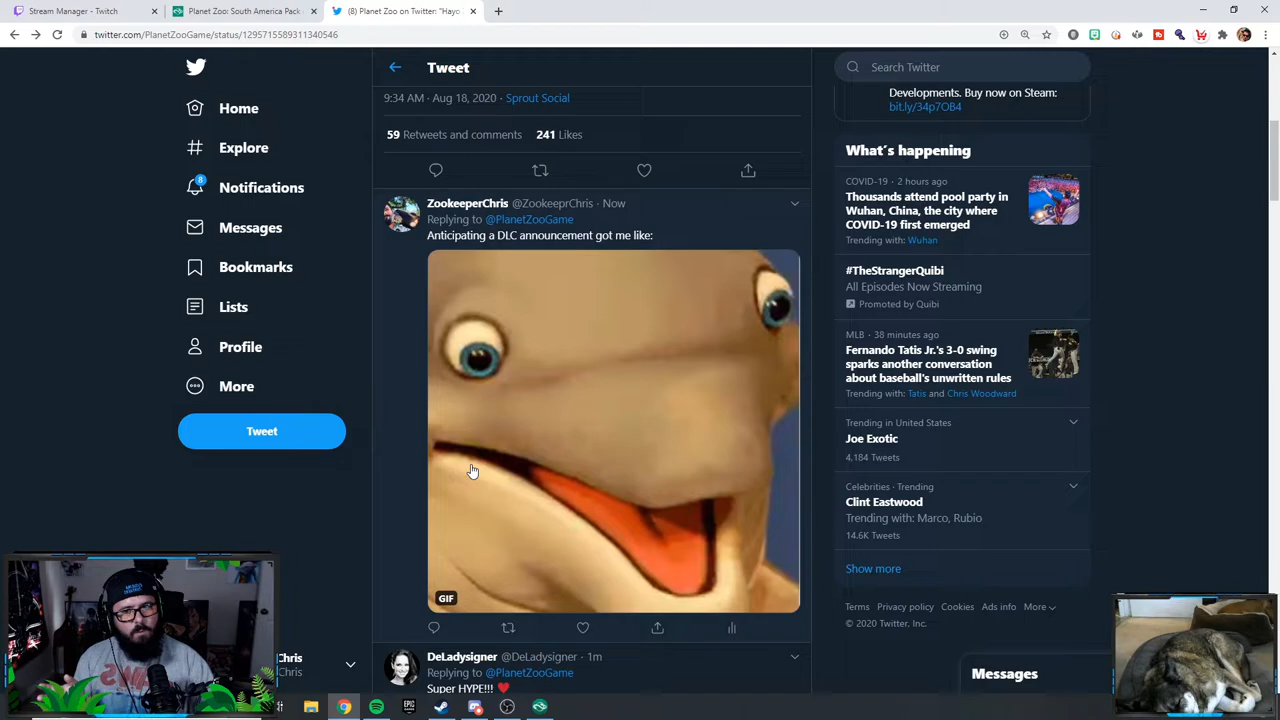 Stream Manager - Twitch
Planet Zoo: South America Pack
(8) Planet Zoo on Twitter: "Hayo
twitter.com/PlanetZooGame/status/1295715589311340546
Home
Explore
8
Notifications
Messages
Bookmarks
Lists
Profile
More
Tweet
Tweet
9:34 AM · Aug 18, 2020 · Sprout Social
59 Retweets and comments 241 Likes
ZookeeperChris @ZookeeprChris · Now
Replying to @PlanetZooGame
Anticipating a DLC announcement got me like:
GIF
DeLadysigner @DeLadysigner · 1m
Replying to @PlanetZooGame
Super HYPE!!! ❤️
Search Twitter
Developments. Buy now on Steam:
bit.ly/34p7OB4
What's happening
COVID-19 · 2 hours ago
Thousands attend pool party in
Wuhan, China, the city where
COVID-19 first emerged
Trending with: Wuhan
#TheStrangerQuibi
All Episodes Now Streaming
Promoted by Quibi
MLB · 38 minutes ago
Fernando Tatis Jr.'s 3-0 swing
sparks another conversation
about baseball's unwritten rules
Trending with: Tatis and Chris Woodward
Trending in United States
Joe Exotic
4,184 Tweets
Celebrities · Trending
Clint Eastwood
Trending with: Marco, Rubio
14.6K Tweets
Show more
Terms Privacy policy Cookies Ads info More
© 2020 Twitter, Inc.
Messages
Chris
Chris
EPIC